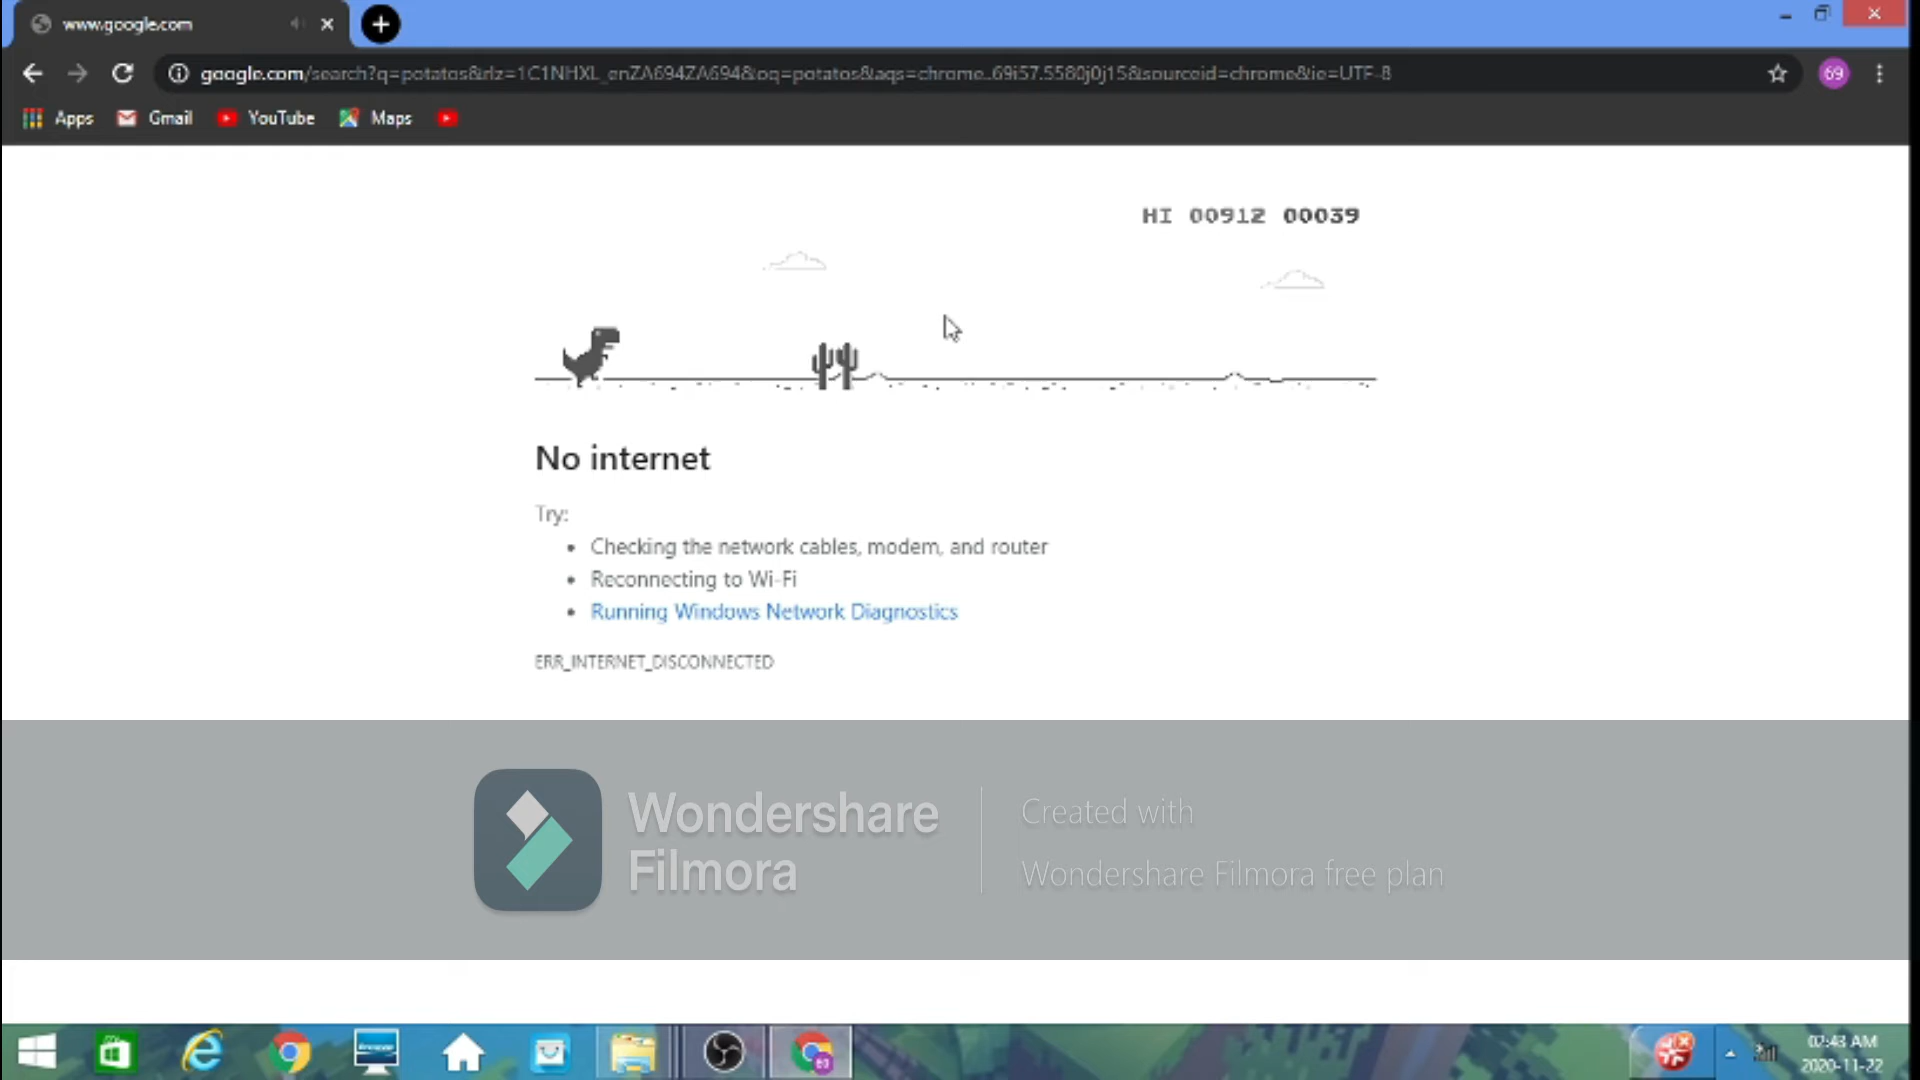 www.google.com
google.com/search?q=potatos&rlz=1C1NHXL_enZA694ZA694&oq=potatos&aqs=chrome..69i57.5580j0j15&sourceid=chrome&ie=UTF-8
69
Apps
Gmail
YouTube
Maps
HI 00912 00039
No internet
Try:
• Checking the network cables, modem, and router
• Reconnecting to Wi-Fi
• Running Windows Network Diagnostics
ERR_INTERNET_DISCONNECTED
Wondershare
Filmora
Created with
Wondershare Filmora free plan
02:43 AM
2020-11-22